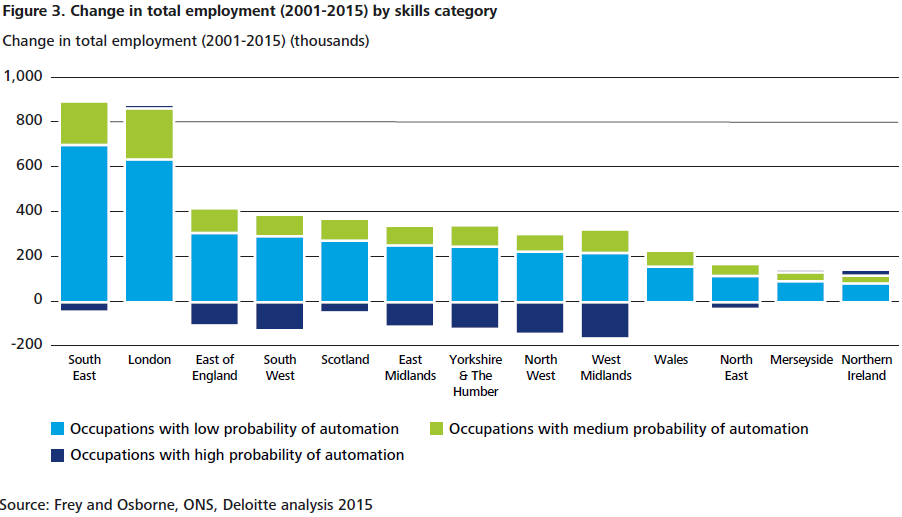 Figure 3. Change in total employment (2001-2015) by skills category
Change in total employment (2001-2015) (thousands)
1,000
800
600
400
200
0
-200
South East
London
East of England
South West
Scotland
East Midlands
Yorkshire & The Humber
North West
West Midlands
Wales
North East
Merseyside
Northern Ireland
Occupations with low probability of automation
Occupations with medium probability of automation
Occupations with high probability of automation
Source: Frey and Osborne, ONS, Deloitte analysis 2015